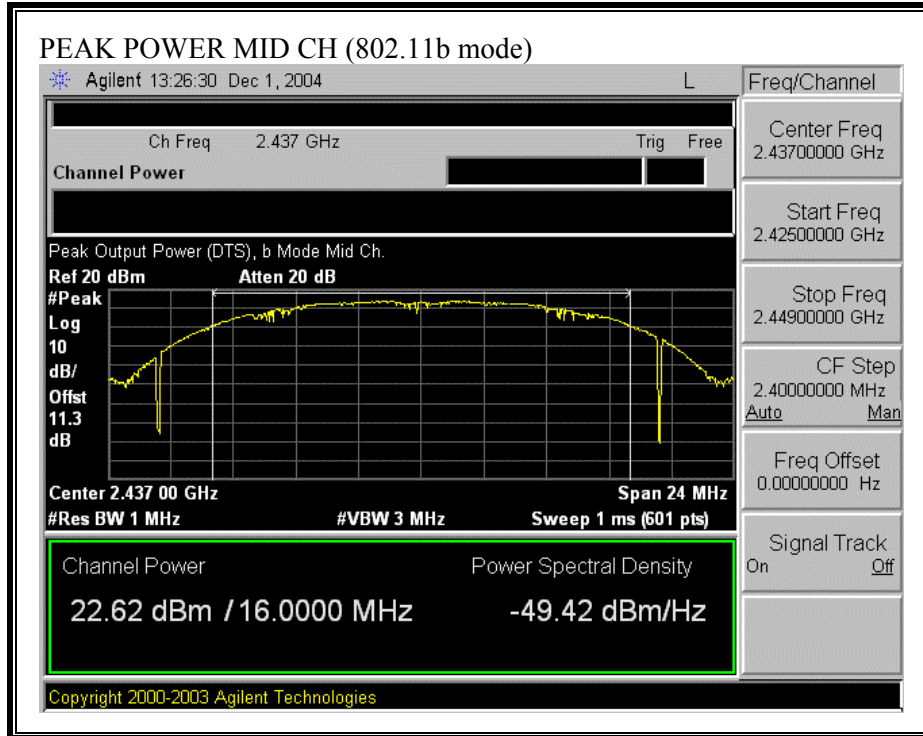 PEAK POWER MID CH (802.11b mode)
Agilent 13:26:30 Dec 1, 2004 L Freq/Channel
Ch Freq 2.437 GHz Trig Free
Channel Power
Center Freq
2.43700000 GHz
Start Freq
2.42500000 GHz
Stop Freq
2.44900000 GHz
CF Step
2.40000000 MHz
Auto Man
Freq Offset
0.00000000 Hz
Signal Track
On Off
Peak Output Power (DTS), b Mode Mid Ch.
Ref 20 dBm Atten 20 dB
#Peak
Log
10
dB/
Offst
11.3
dB
Center 2.437 00 GHz Span 24 MHz
#Res BW 1 MHz #VBW 3 MHz Sweep 1 ms (601 pts)
Channel Power Power Spectral Density
22.62 dBm / 16.0000 MHz -49.42 dBm/Hz
Copyright 2000-2003 Agilent Technologies